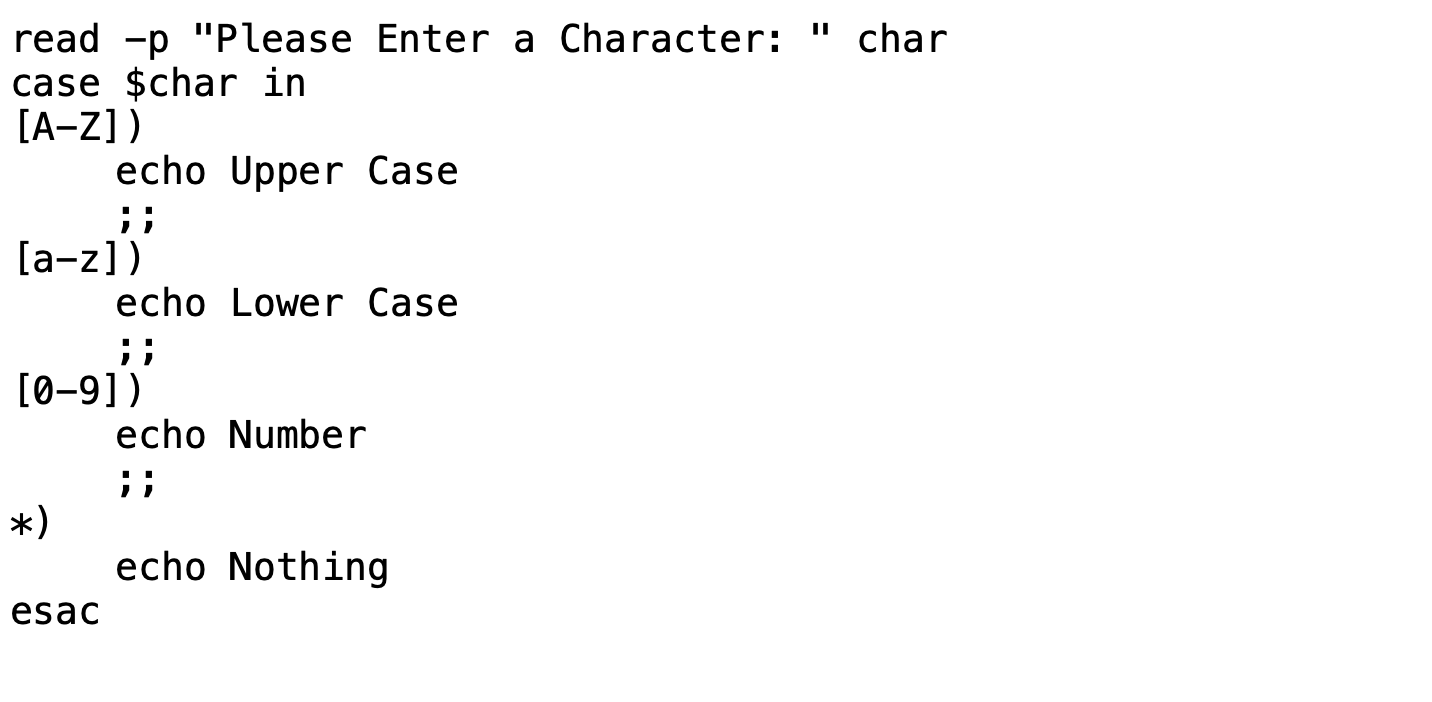 read -p "Please Enter a Character: " char
case $char in
[A-Z])
     echo Upper Case
     ;;
[a-z])
     echo Lower Case
     ;;
[0-9])
     echo Number
     ;;
*)
     echo Nothing
esac